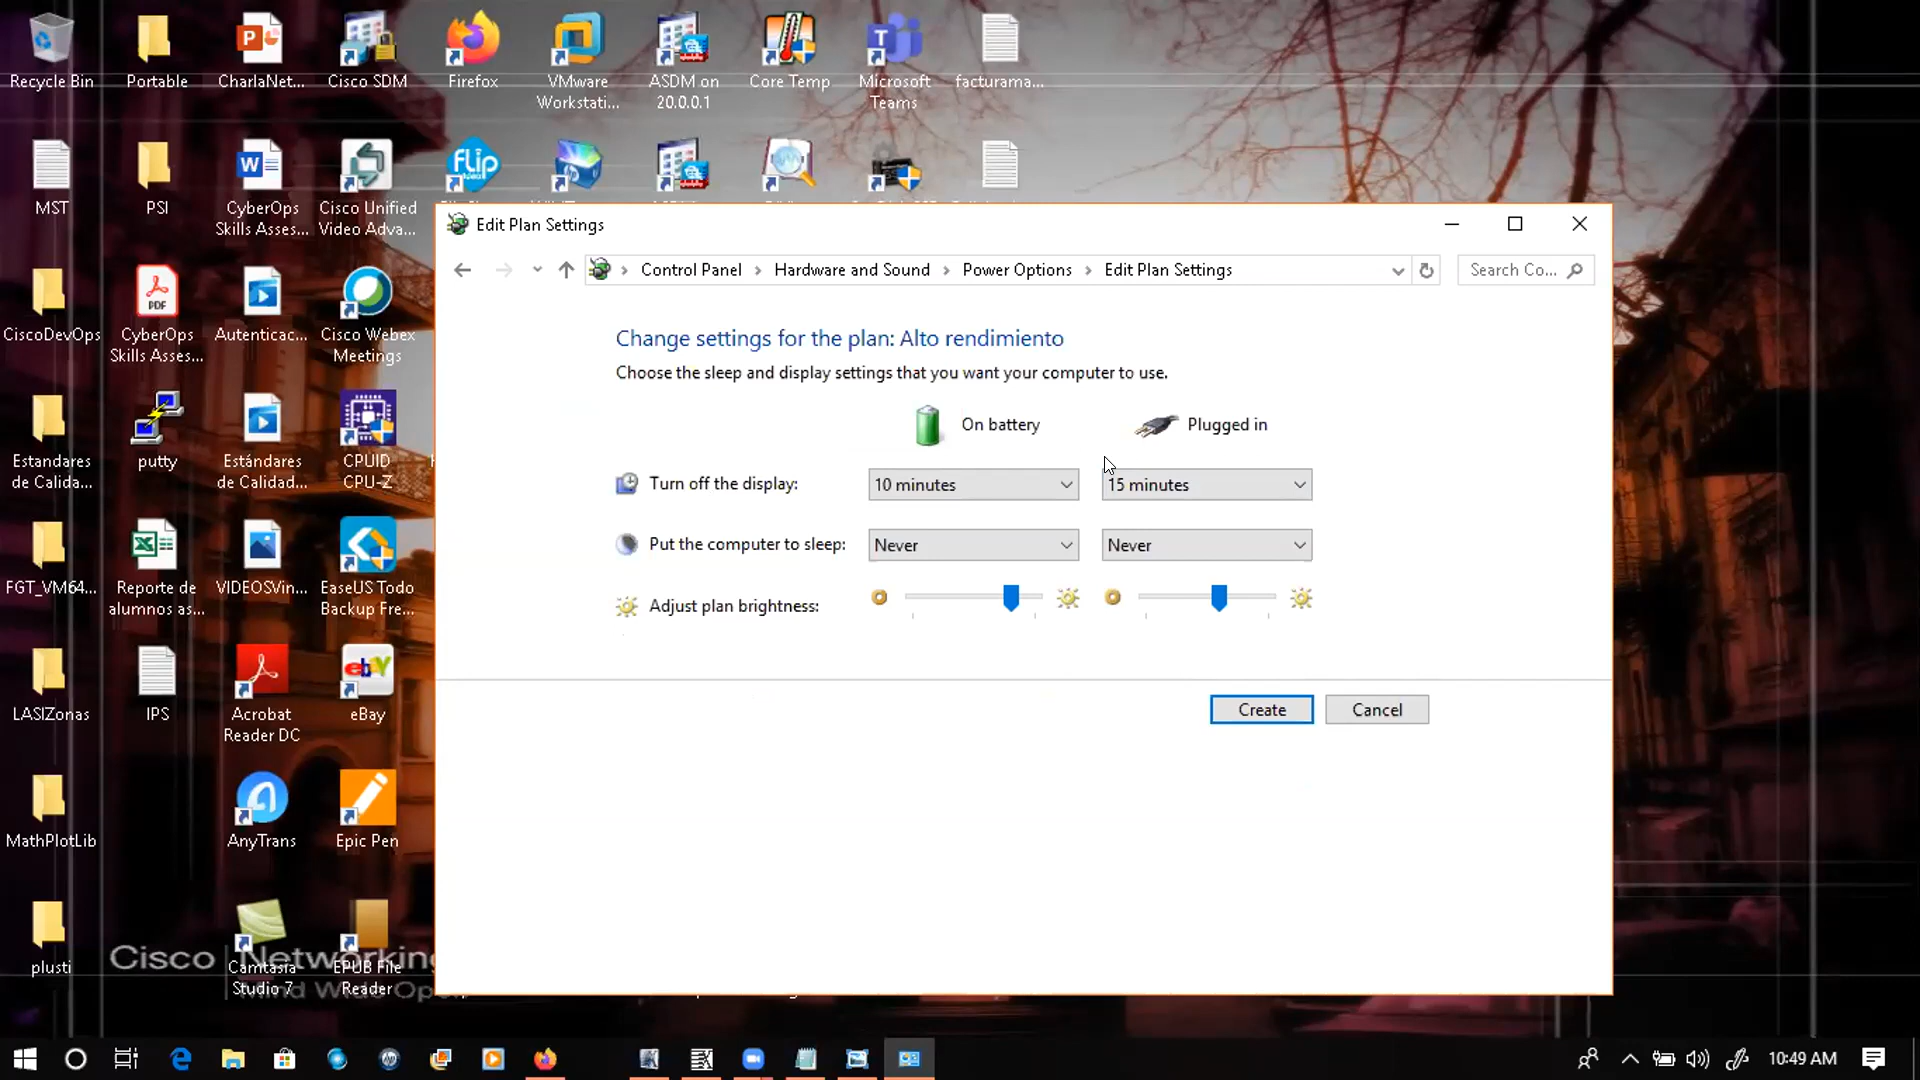 Recycle Bin
Portable
CharlaNet...
Cisco SDM
Firefox
VMware
Workstati...
ASDM on
20.0.0.1
Core Temp
Microsoft
Teams
facturama...
MST
PSI
CyberOps
Skills Asses...
Cisco Unified
Video Adva...
CiscoDevOps
CyberOps
Skills Asses...
Autenticac...
Cisco Webex
Meetings
Estandares
de Calida...
putty
Estándares
de Calidad...
CPUID
CPU-Z
FGT_VM64...
Reporte de
alumnos as...
VIDEOSVin...
EaseUS Todo
Backup Fre...
LASIZonas
IPS
Acrobat
Reader DC
eBay
MathPlotLib
AnyTrans
Epic Pen
plusti
Camtasia
Studio 7
EPUB File
Reader
Cisco Networking
Edit Plan Settings
Control Panel > Hardware and Sound > Power Options > Edit Plan Settings
Search Co...
Change settings for the plan: Alto rendimiento
Choose the sleep and display settings that you want your computer to use.
On battery
Plugged in
Turn off the display: 10 minutes 15 minutes
Put the computer to sleep: Never Never
Adjust plan brightness:
Create
Cancel
10:49 AM